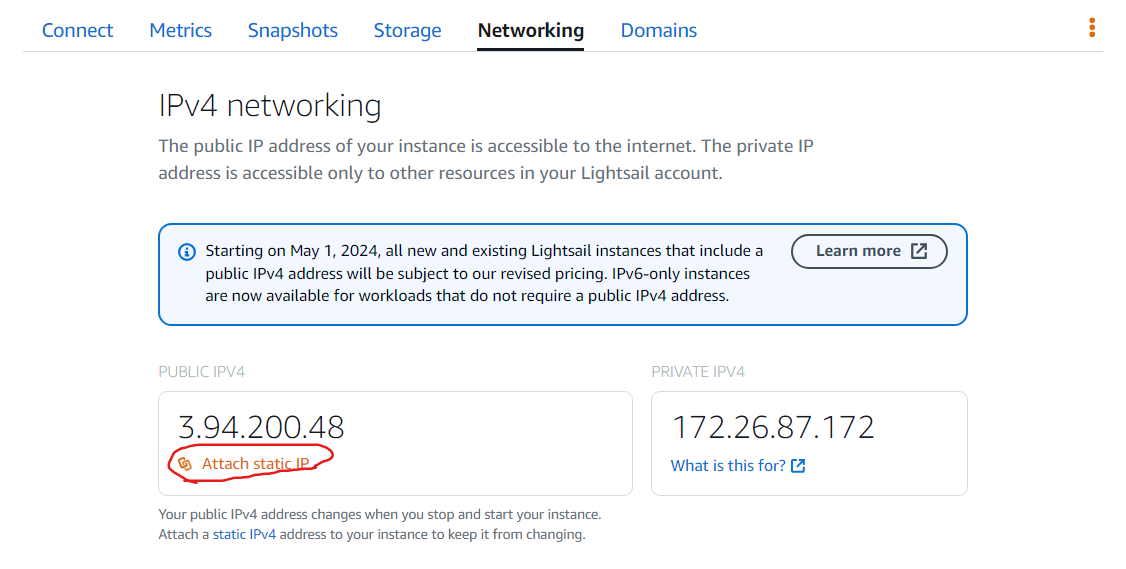 Connect Metrics Snapshots Storage Networking Domains
IPv4 networking
The public IP address of your instance is accessible to the internet. The private IP
address is accessible only to other resources in your Lightsail account.
Starting on May 1, 2024, all new and existing Lightsail instances that include a
public IPv4 address will be subject to our revised pricing. IPv6-only instances
are now available for workloads that do not require a public IPv4 address.
Learn more
PUBLIC IPV4
3.94.200.48
Attach static IP
Your public IPv4 address changes when you stop and start your instance.
Attach a static IPv4 address to your instance to keep it from changing.
PRIVATE IPV4
172.26.87.172
What is this for?